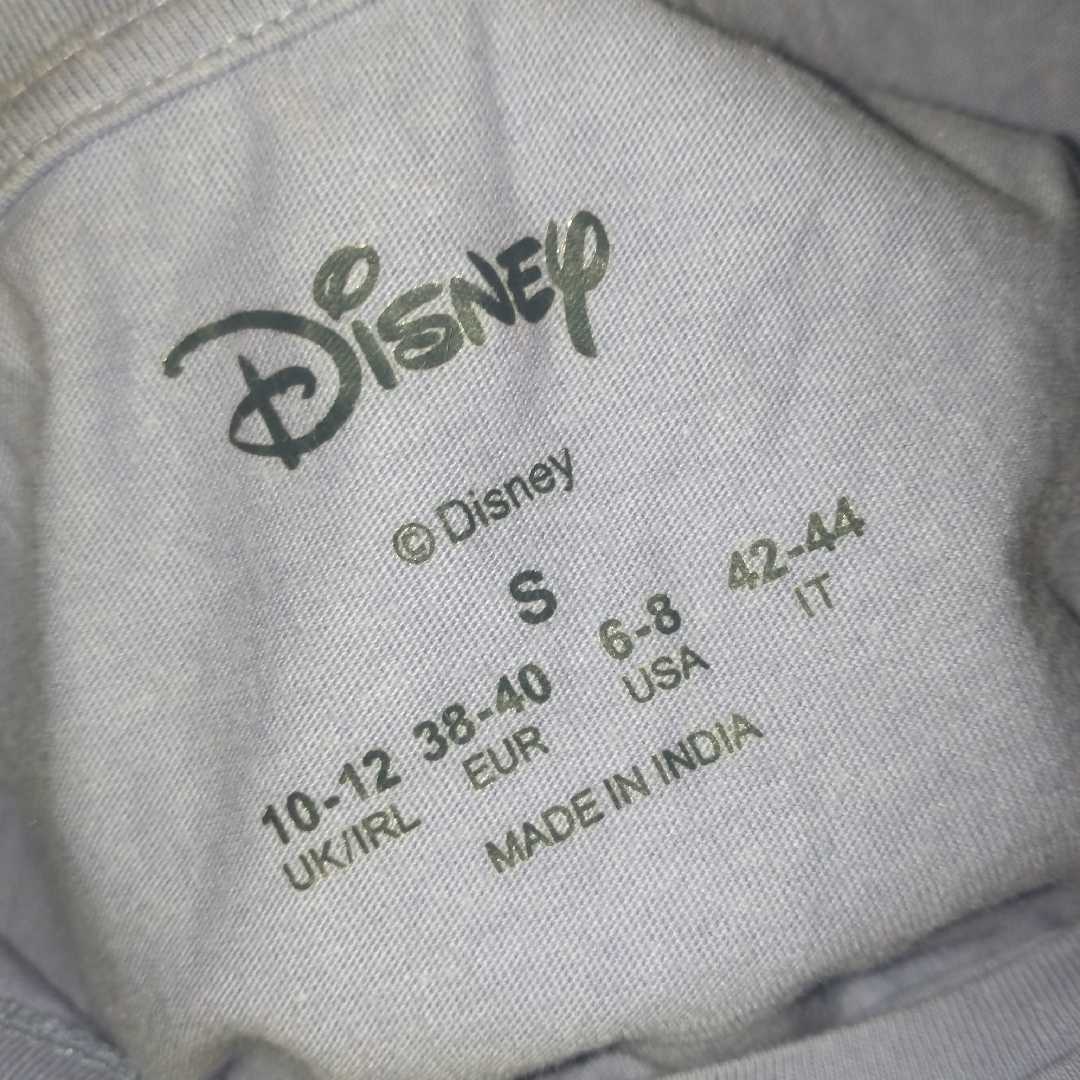 Disney
© Disney
S
10-12 38-40 6-8 42-44
UK/IRL EUR USA IT
MADE IN INDIA